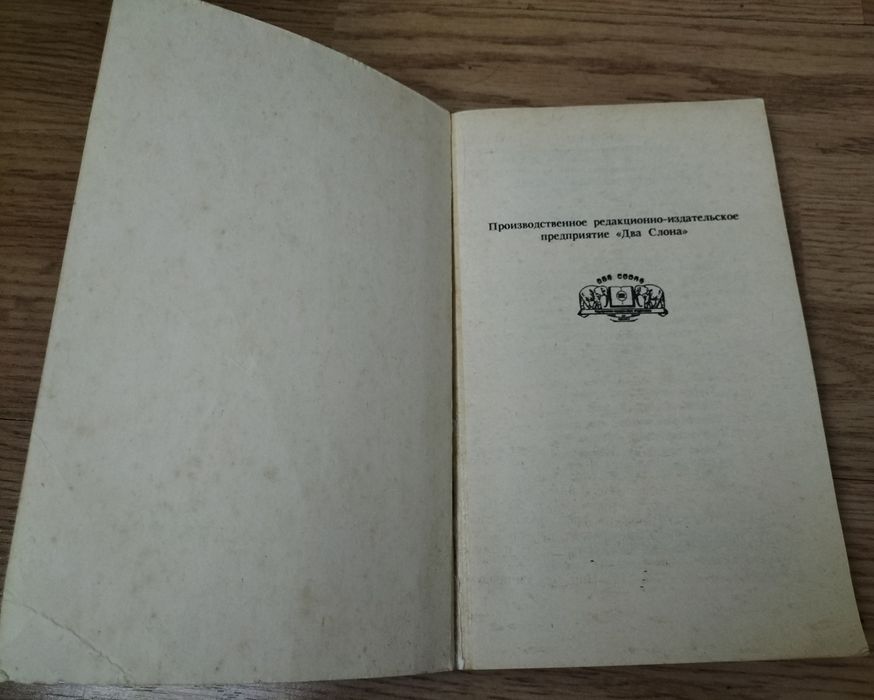 Производственное редакционно-издательское
предприятие «Два Слона»